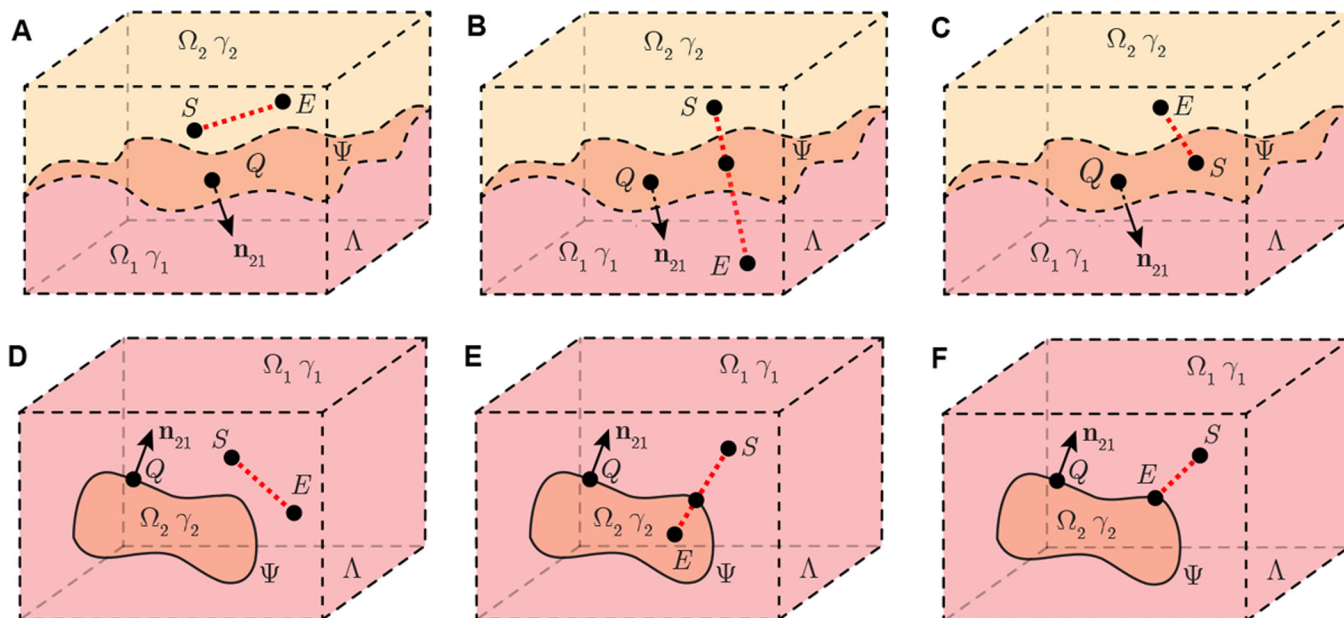 A
Ω₂ γ₂
S
E
Q
Ψ
n₂₁
Ω₁ γ₁
Λ
B
Ω₂ γ₂
S
Q
Ψ
n₂₁
Ω₁ γ₁
E
Λ
C
Ω₂ γ₂
E
Q
S
Ψ
n₂₁
Ω₁ γ₁
Λ
D
Ω₁ γ₁
n₂₁
S
Q
E
Ω₂ γ₂
Ψ
Λ
E
Ω₁ γ₁
n₂₁
S
Q
Ω₂ γ₂
E
Ψ
Λ
F
Ω₁ γ₁
n₂₁
S
Q
E
Ω₂ γ₂
Ψ
Λ